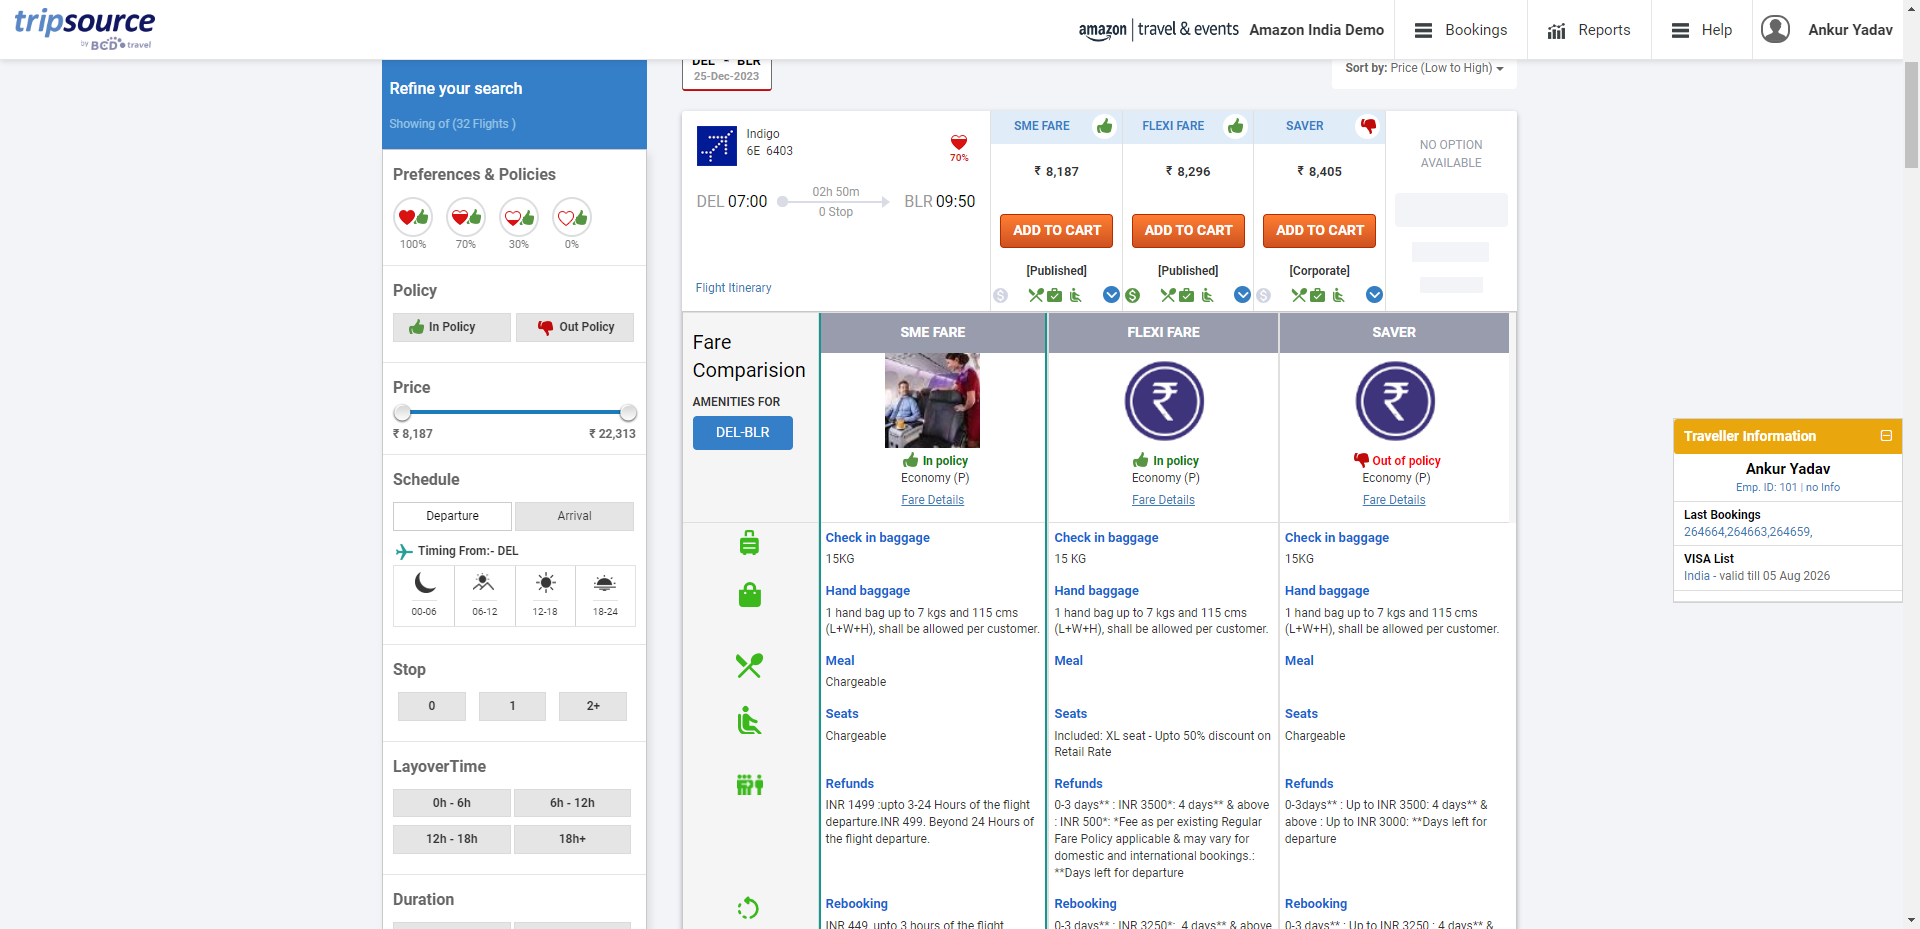 tripsource
by BCD travel
amazon | travel & events Amazon India Demo
Bookings
Reports
Help
Ankur Yadav
Refine your search
Showing of (32 Flights )
Preferences & Policies
100% 70% 30% 0%
Policy
In Policy Out Policy
Price
₹ 8,187 ₹ 22,313
Schedule
Departure Arrival
Timing From:- DEL
00-06 06-12 12-18 18-24
Stop
0 1 2+
LayoverTime
0h - 6h 6h - 12h
12h - 18h 18h+
Duration
DEL - BLR
25-Dec-2023
Sort by: Price (Low to High)
Indigo
6E 6403
70%
DEL 07:00 02h 50m BLR 09:50
0 Stop
Flight Itinerary
SME FARE FLEXI FARE SAVER
₹ 8,187 ₹ 8,296 ₹ 8,405
ADD TO CART ADD TO CART ADD TO CART
[Published] [Published] [Corporate]
NO OPTION
AVAILABLE
Fare
Comparision
AMENITIES FOR
DEL-BLR
SME FARE FLEXI FARE SAVER
In policy In policy Out of policy
Economy (P) Economy (P) Economy (P)
Fare Details Fare Details Fare Details
Check in baggage Check in baggage Check in baggage
15KG 15 KG 15KG
Hand baggage Hand baggage Hand baggage
1 hand bag up to 7 kgs and 115 cms 1 hand bag up to 7 kgs and 115 cms 1 hand bag up to 7 kgs and 115 cms
(L+W+H), shall be allowed per customer. (L+W+H), shall be allowed per customer. (L+W+H), shall be allowed per customer.
Meal Meal Meal
Chargeable
Seats Seats Seats
Chargeable Included: XL seat - Upto 50% discount on Chargeable
Retail Rate
Refunds Refunds Refunds
INR 1499 :upto 3-24 Hours of the flight 0-3 days** : INR 3500*: 4 days** & above 0-3days** : Up to INR 3500: 4 days** &
departure.INR 499. Beyond 24 Hours of : INR 500*: *Fee as per existing Regular above : Up to INR 3000: **Days left for
the flight departure. Fare Policy applicable & may vary for departure
domestic and international bookings.:
**Days left for departure
Rebooking Rebooking Rebooking
INR 449 upto 3 hours of the flight 0-3 days** : INR 3250*: 4 days** & above 0-3 days** : Up to INR 3250 : 4 days** &
Traveller Information
Ankur Yadav
Emp. ID: 101 | no Info
Last Bookings
264664,264663,264659,
VISA List
India - valid till 05 Aug 2026